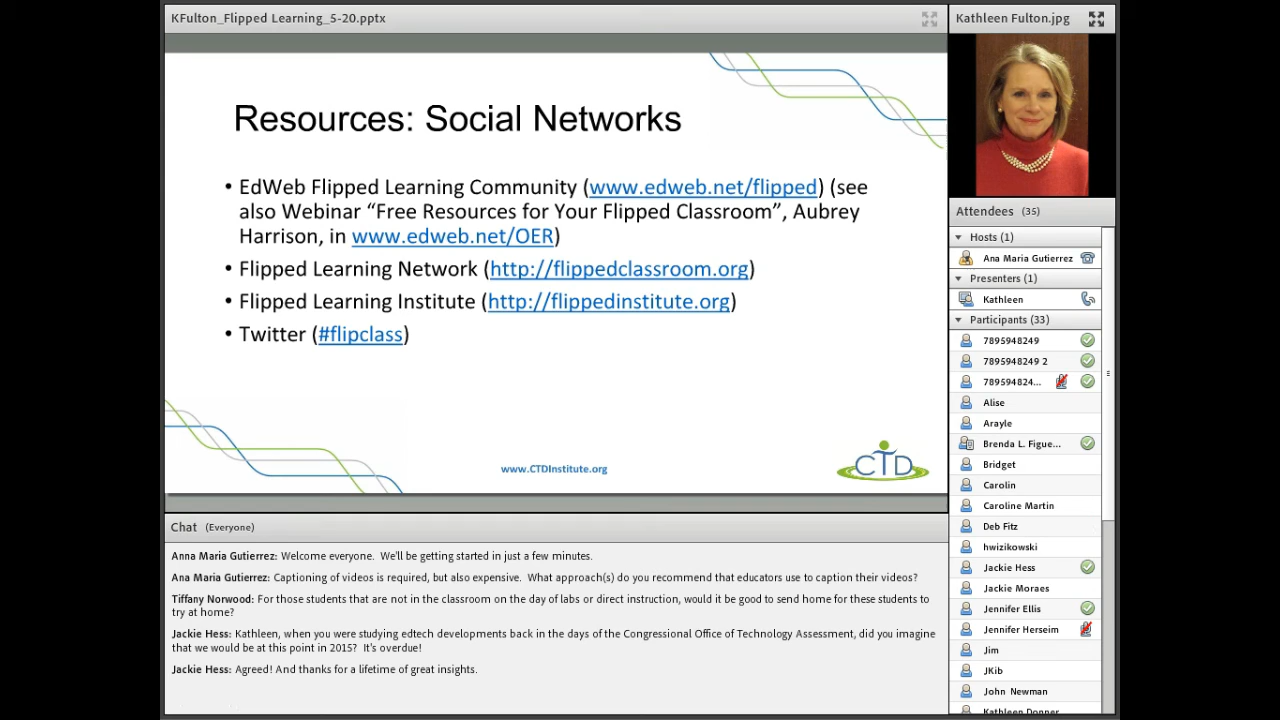 KFulton_Flipped Learning_5-20.pptx
Resources: Social Networks
• EdWeb Flipped Learning Community (www.edweb.net/flipped) (see
also Webinar “Free Resources for Your Flipped Classroom”, Aubrey
Harrison, in www.edweb.net/OER)
• Flipped Learning Network (http://flippedclassroom.org)
• Flipped Learning Institute (http://flippedinstitute.org)
• Twitter (#flipclass)
www.CTDInstitute.org
CTD
Chat (Everyone)
Anna Maria Gutierrez: Welcome everyone. We'll be getting started in just a few minutes.
Ana Maria Gutierrez: Captioning of videos is required, but also expensive. What approach(s) do you recommend that educators use to caption their videos?
Tiffany Norwood: For the students that are not in the classroom on the day of labs or direct instruction, would it be good to send home for these students to
try at home?
Jackie Hess: Kathleen, when you were studying edtech developments back in the days of the Congressional Office of Technology Assessment, did you imagine
that we would be at this point in 2015? It's overdue!
Jackie Hess: Agreed! And thanks for a lifetime of great insights.
Kathleen Fulton.jpg
Attendees (35)
Hosts (1)
Ana Maria Gutierrez
Presenters (1)
Kathleen
Participants (33)
7895948249
7895948249 2
789594824...
Alise
Arayle
Brenda L. Figue...
Bridget
Carolin
Caroline Martin
Deb Fitz
hwizikowski
Jackie Hess
Jackie Moraes
Jennifer Ellis
Jennifer Herseim
Jim
JKib
John Newman
Kathleen Donner